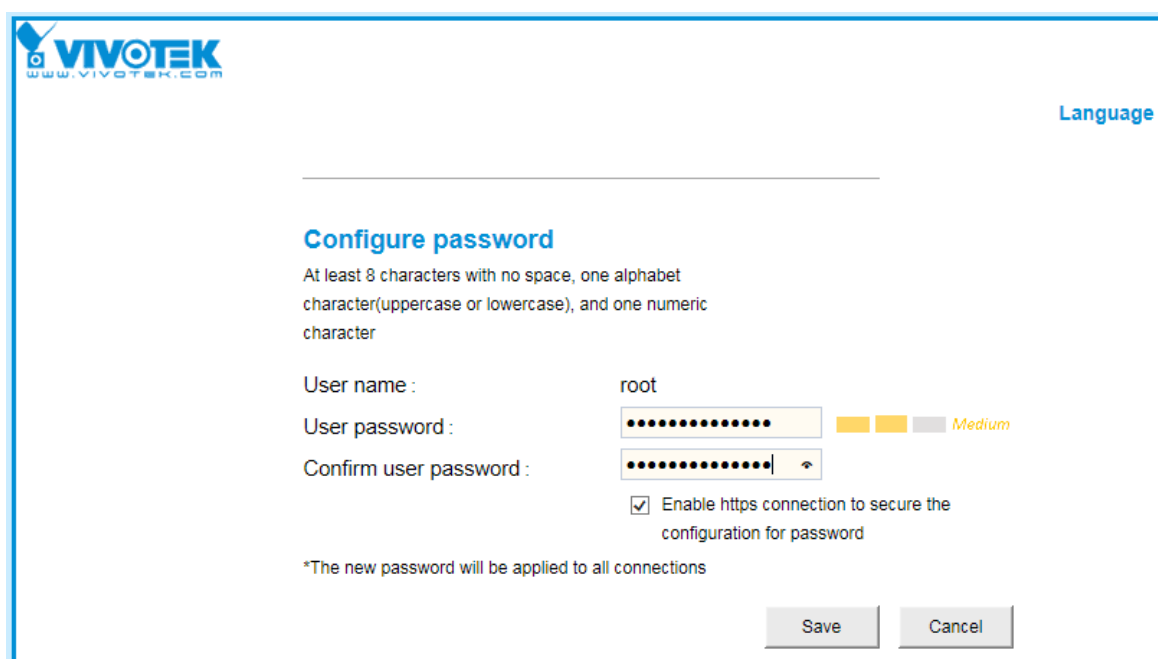 VIVOTEK
www.vivotek.com
Language
Configure password
At least 8 characters with no space, one alphabet
character(uppercase or lowercase), and one numeric
character
User name : root
User password : •••••••••••••• Medium
Confirm user password : ••••••••••••••
Enable https connection to secure the
configuration for password
*The new password will be applied to all connections
Save Cancel